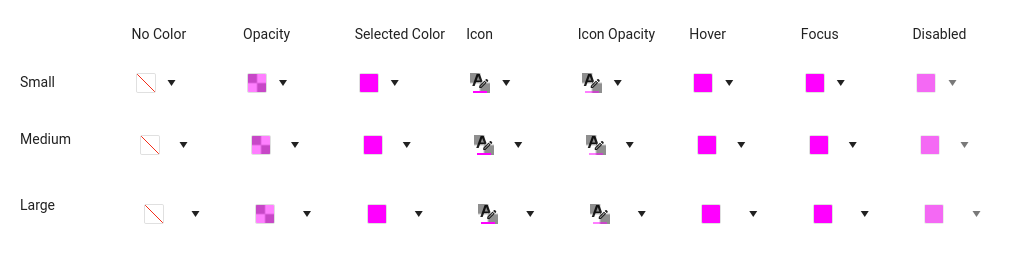 No Color Opacity Selected Color Icon Icon Opacity Hover Focus Disabled
Small
Medium
Large